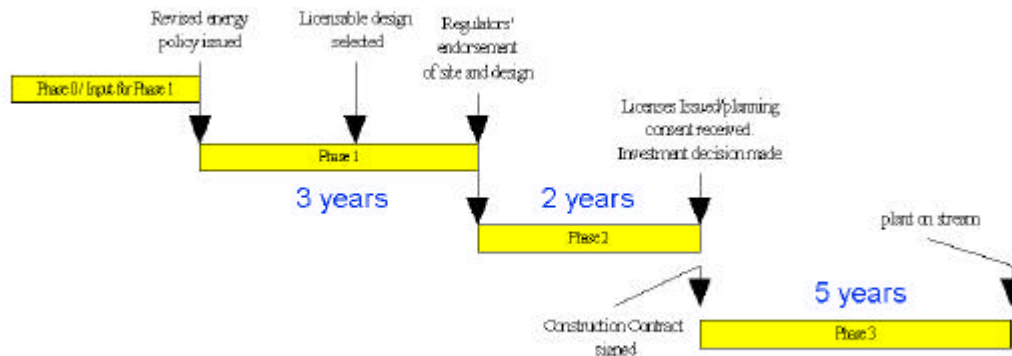 Revised energy
policy issued
Licensable design
selected
Regulators'
endorsement
of site and design
Phase 0 / Input for Phase 1
Licenses Issued/planning
consent received.
Investment decision made
Phase 1
3 years
2 years
plant on stream
Phase 2
5 years
Construction Contract
signed
Phase 3